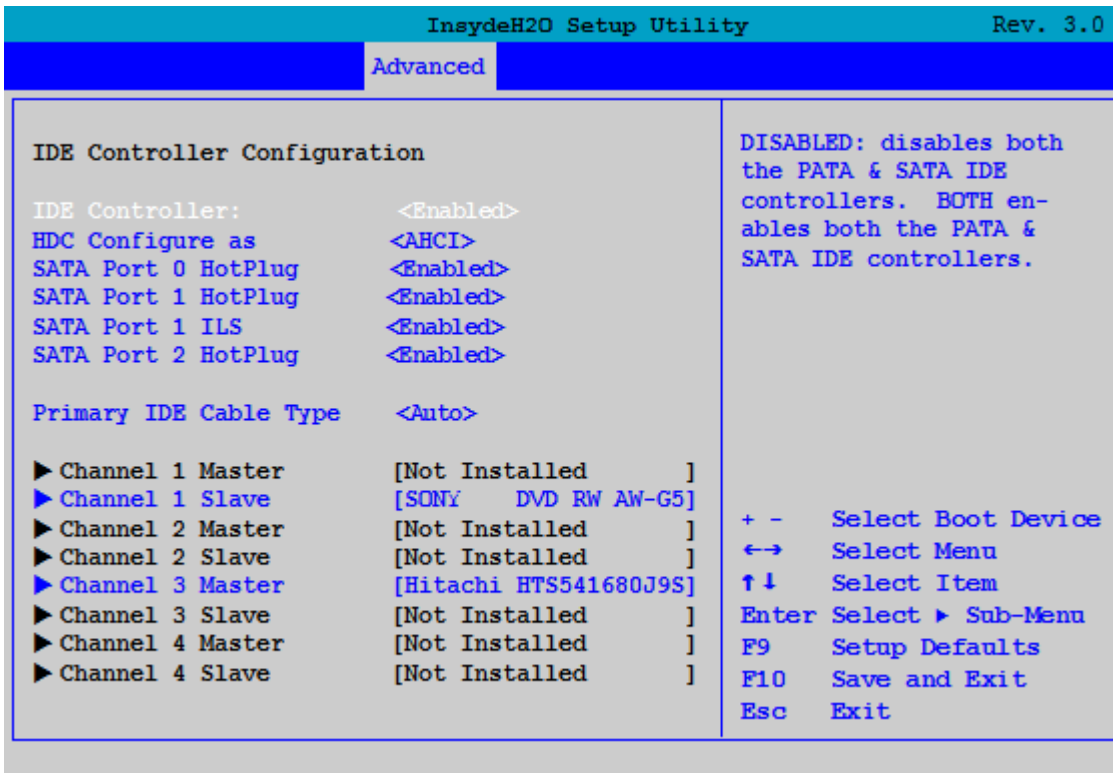 InsydeH2O Setup Utility Rev. 3.0
Advanced
IDE Controller Configuration
IDE Controller: <Enabled>
HDC Configure as <AHCI>
SATA Port 0 HotPlug <Enabled>
SATA Port 1 HotPlug <Enabled>
SATA Port 1 ILS <Enabled>
SATA Port 2 HotPlug <Enabled>
Primary IDE Cable Type <Auto>
▶ Channel 1 Master [Not Installed ]
▶ Channel 1 Slave [SONY DVD RW AW-G5]
▶ Channel 2 Master [Not Installed ]
▶ Channel 2 Slave [Not Installed ]
▶ Channel 3 Master [Hitachi HTS541680J9S]
▶ Channel 3 Slave [Not Installed ]
▶ Channel 4 Master [Not Installed ]
▶ Channel 4 Slave [Not Installed ]
DISABLED: disables both
the PATA & SATA IDE
controllers. BOTH en-
ables both the PATA &
SATA IDE controllers.
+ - Select Boot Device
←→ Select Menu
↑↓ Select Item
Enter Select ▶ Sub-Menu
F9 Setup Defaults
F10 Save and Exit
Esc Exit